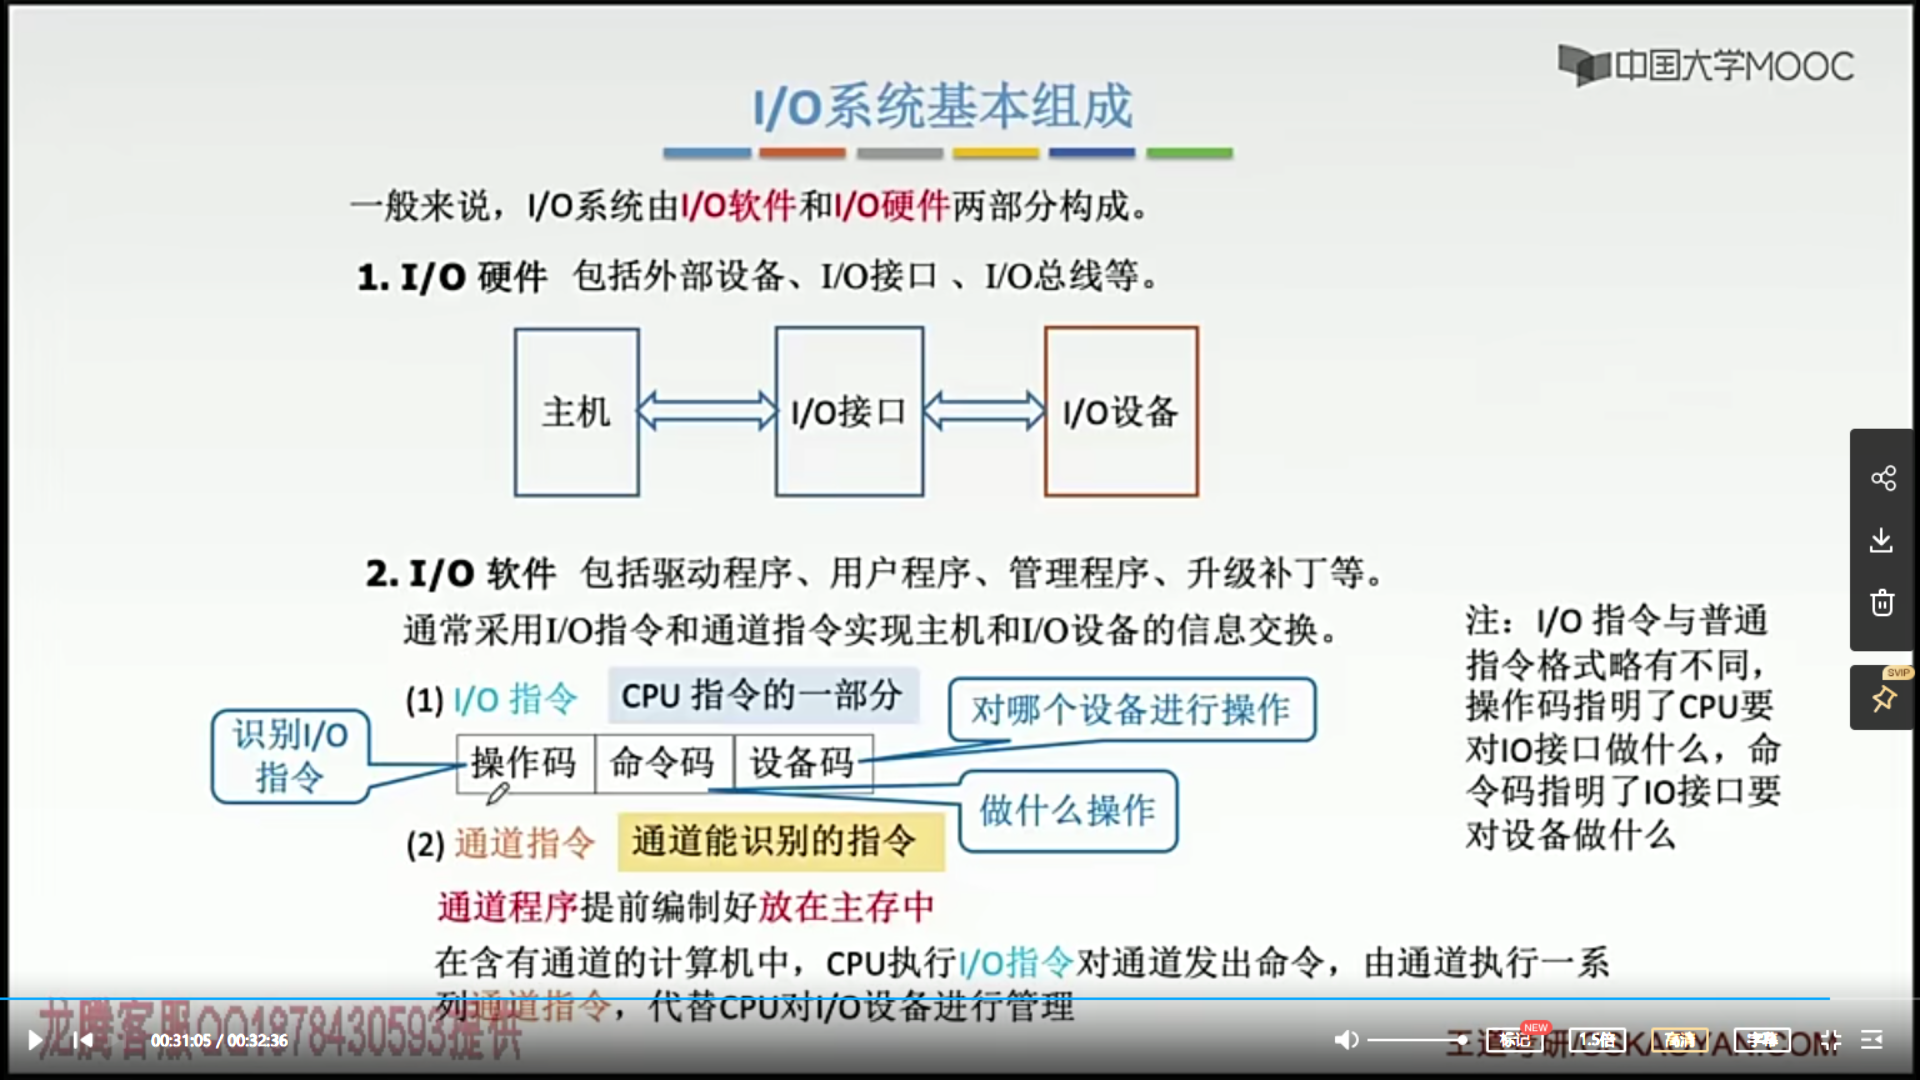 中国大学MOOC
I/O系统基本组成
一般来说，I/O系统由I/O软件和I/O硬件两部分构成。
1. I/O 硬件 包括外部设备、I/O接口 、I/O总线等。
主机
I/O接口
I/O设备
2. I/O 软件 包括驱动程序、用户程序、管理程序、升级补丁等。
通常采用I/O指令和通道指令实现主机和I/O设备的信息交换。
(1) I/O 指令 CPU 指令的一部分
对哪个设备进行操作
识别I/O
指令
操作码 命令码 设备码
做什么操作
(2) 通道指令 通道能识别的指令
通道程序提前编制好放在主存中
在含有通道的计算机中，CPU执行I/O指令对通道发出命令，由通道执行一系
列通道指令，代替CPU对I/O设备进行管理
注：I/O 指令与普通
指令格式略有不同，
操作码指明了CPU要
对IO接口做什么，命
令码指明了IO接口要
对设备做什么
SVIP
龙腾客服QQ1878430593提供
00:31:05 / 00:32:36
王道考研/CSKAOYAN.COM
NEW
标记
1.5倍
高清
字幕